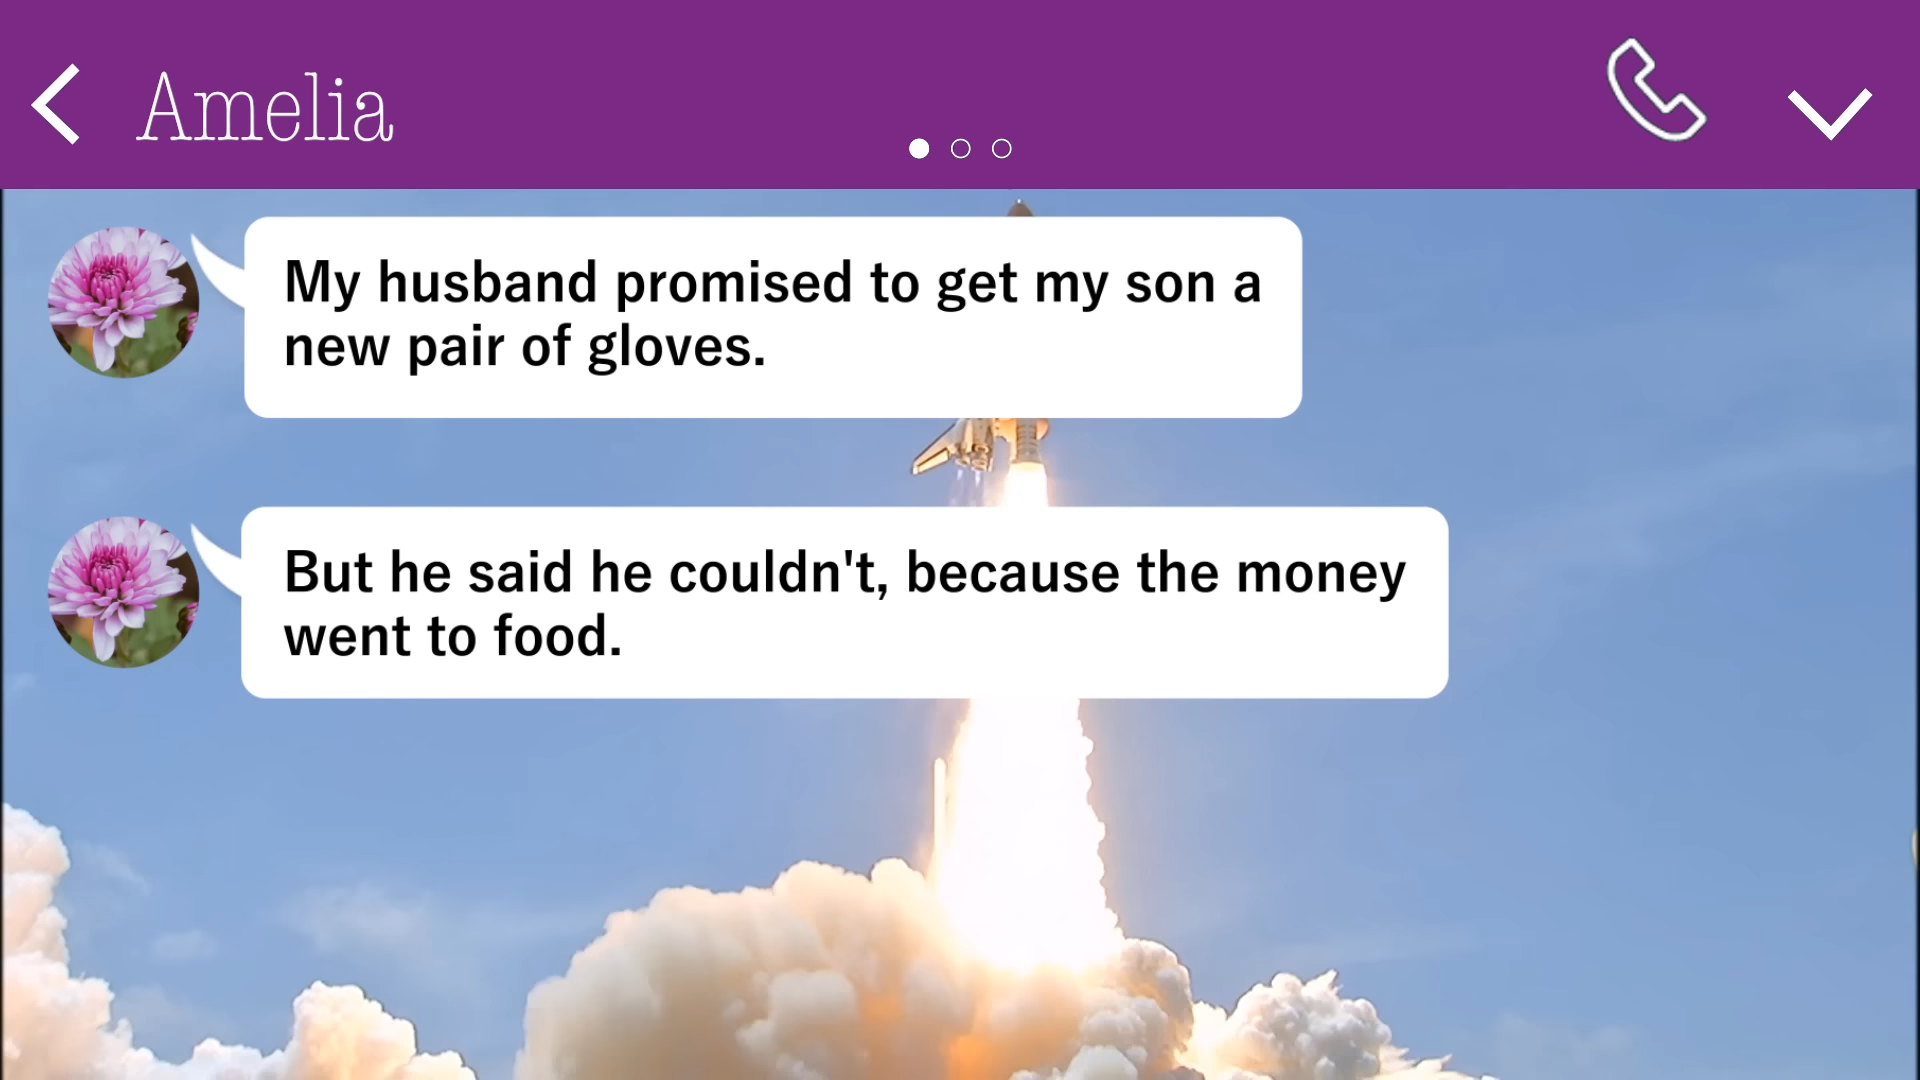 Amelia
My husband promised to get my son a
new pair of gloves.
But he said he couldn't, because the money
went to food.